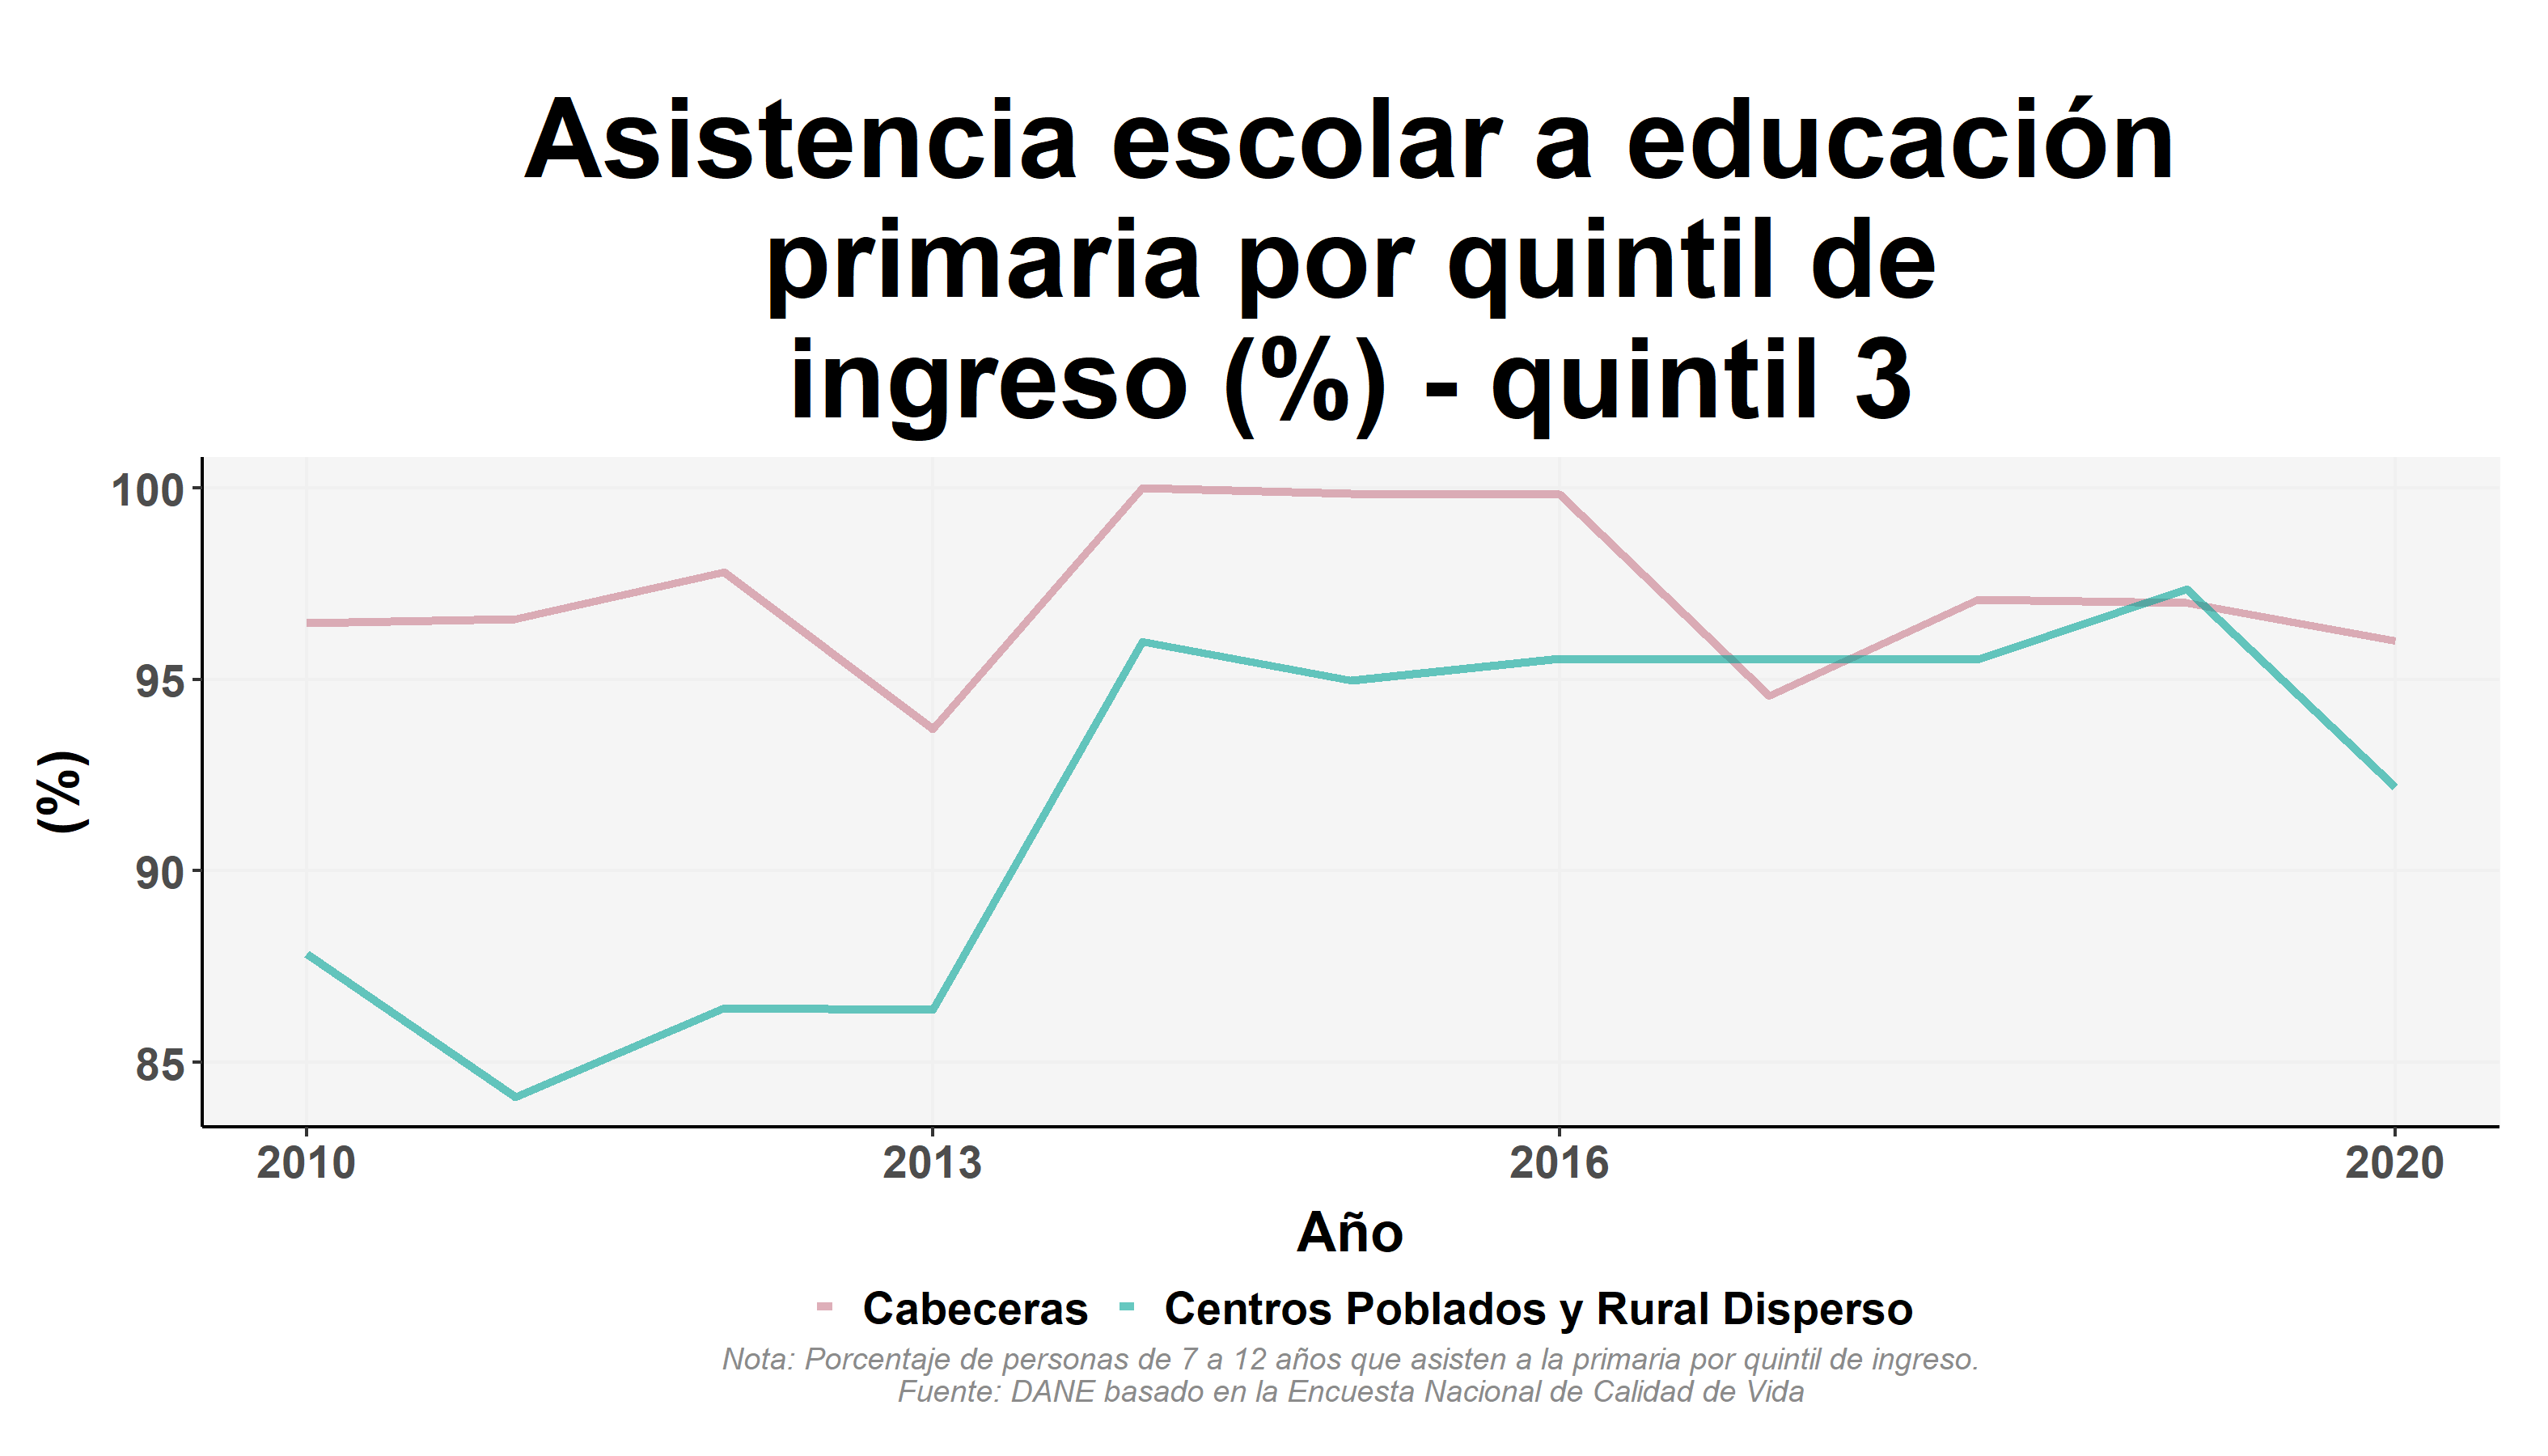 Asistencia escolar a educación
primaria por quintil de
ingreso (%) - quintil 3
100
95
90
85
(%)
2010
2013
2016
2020
Año
Cabeceras
Centros Poblados y Rural Disperso
Nota: Porcentaje de personas de 7 a 12 años que asisten a la primaria por quintil de ingreso.
Fuente: DANE basado en la Encuesta Nacional de Calidad de Vida